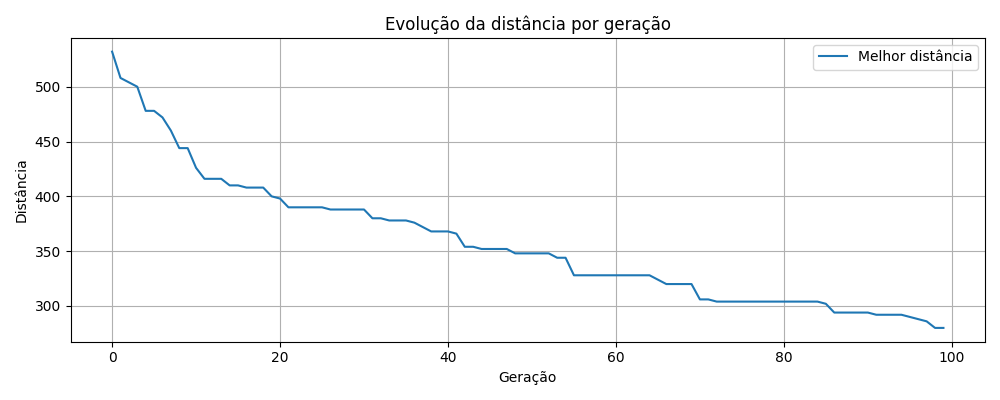 Evolução da distância por geração
Melhor distância
Distância
500
450
400
350
300
0 20 40 60 80 100
Geração